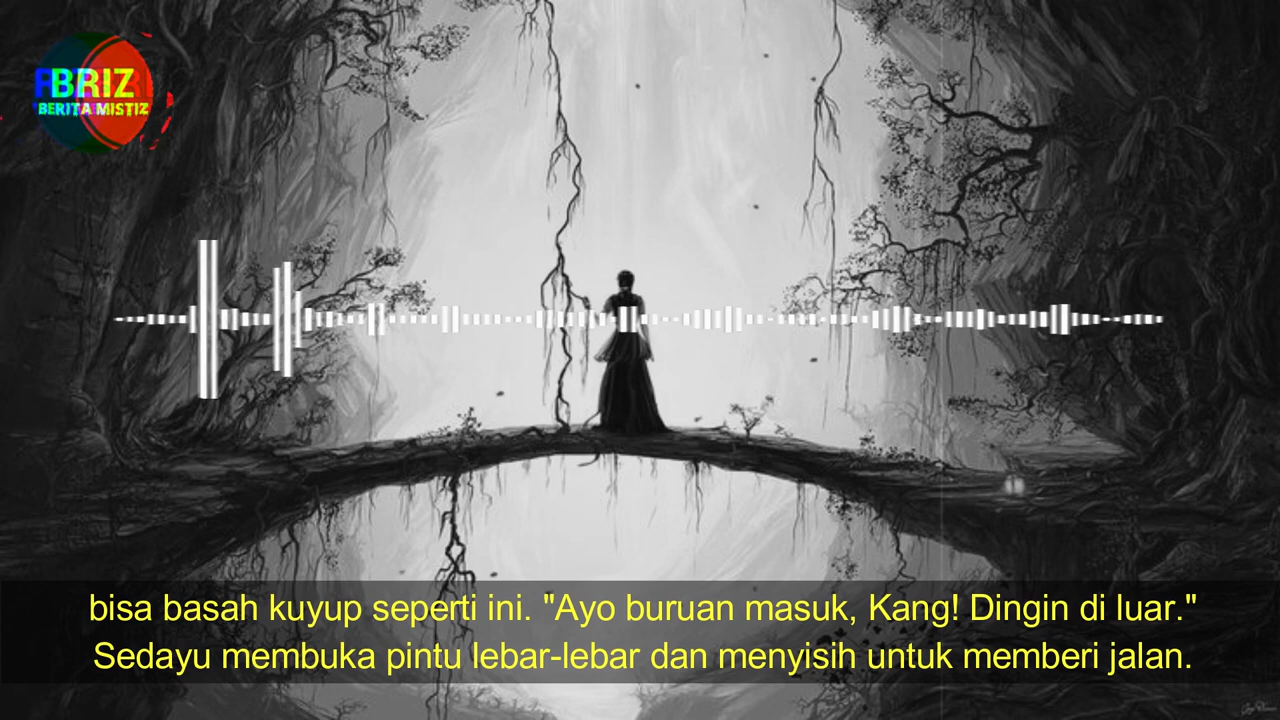 BRIZ
BERITA MISTIZ
bisa basah kuyup seperti ini. "Ayo buruan masuk, Kang! Dingin di luar."
Sedayu membuka pintu lebar-lebar dan menyisih untuk memberi jalan.